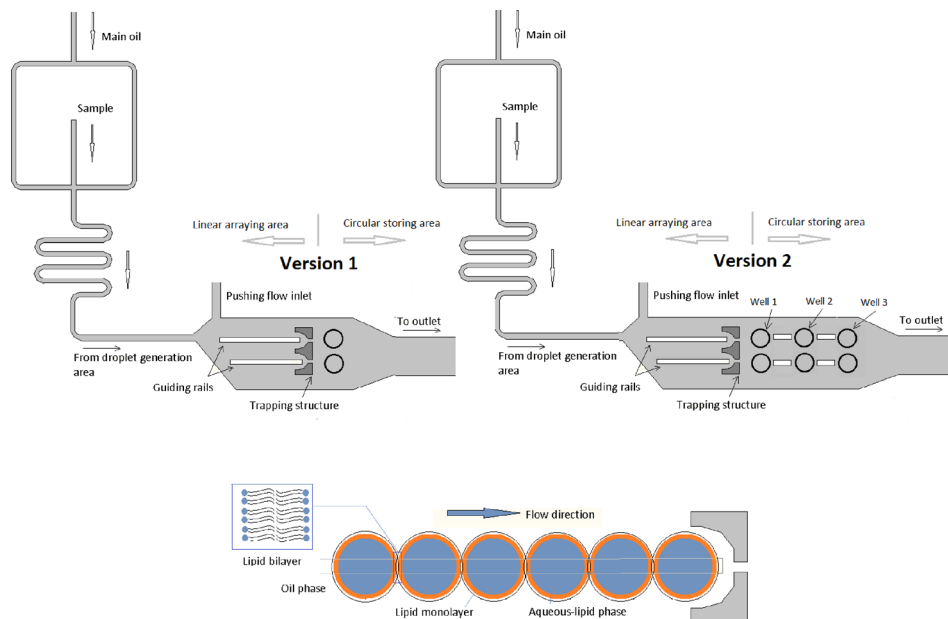 Main oil
Sample
Linear arraying area
Circular storing area
Version 1
Pushing flow inlet
To outlet
From droplet generation
area
Guiding rails
Trapping structure
Main oil
Sample
Linear arraying area
Circular storing area
Version 2
Pushing flow inlet
Well 1
Well 2
Well 3
To outlet
From droplet generation
area
Guiding rails
Trapping structure
Flow direction
Lipid bilayer
Oil phase
Lipid monolayer
Aqueous-lipid phase